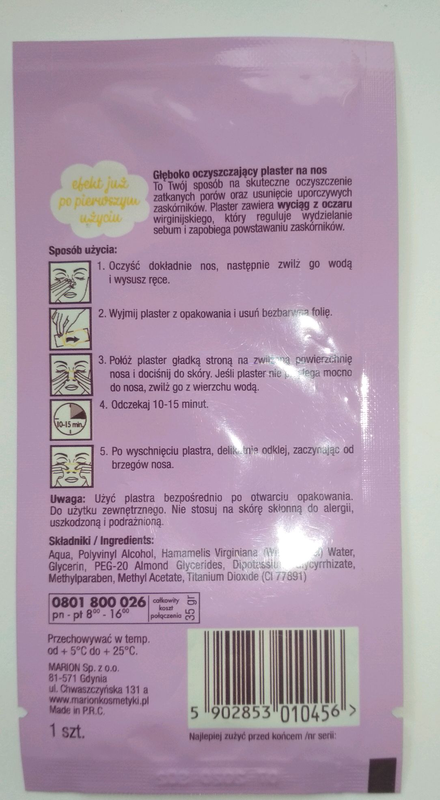 efekt już
po pierwszym
użyciu
Głęboko oczyszczający plaster na nos
To Twój sposób na skuteczne oczyszczenie
zatkanych porów oraz usunięcie uporczywych
zaskórników. Plaster zawiera wyciąg z oczaru
wirginijskiego, który reguluje wydzielanie
sebum i zapobiega powstawaniu zaskórników.
Sposób użycia:
1. Oczyść dokładnie nos, następnie zwilż go wodą
i wysusz ręce.
2. Wyjmij plaster z opakowania i usuń bezbarwną folię.
3. Połóż plaster gładką stroną na zwilżoną powierzchnię
nosa i dociśnij do skóry. Jeśli plaster nie przylega mocno
do nosa, zwilż go z wierzchu wodą.
10-15 min.
4. Odczekaj 10-15 minut.
5. Po wyschnięciu plastra, delikatnie odklej, zaczynając od
brzegów nosa.
Uwaga: Użyć plastra bezpośrednio po otwarciu opakowania.
Do użytku zewnętrznego. Nie stosuj na skórę skłonną do alergii,
uszkodzoną i podrażnioną.
Składniki / Ingredients:
Aqua, Polyvinyl Alcohol, Hamamelis Virginiana Water,
Glycerin, PEG-20 Almond Glycerides,
Methylparaben, Methyl Acetate, Titanium Dioxide (CI 77891)
0801 800 026
pn - pt 8⁰⁰ - 16⁰⁰
całkowity
koszt
połączenia
35 gr
Przechowywać w temp.
od + 5°C do + 25°C.
MARION Sp. z o.o.
81-571 Gdynia
ul. Chwaszczyńska 131 a
www.marionkosmetyki.pl
Made in P.R.C.
1 szt.
5 902853 010456 >
Najlepiej zużyć przed końcem /nr serii: